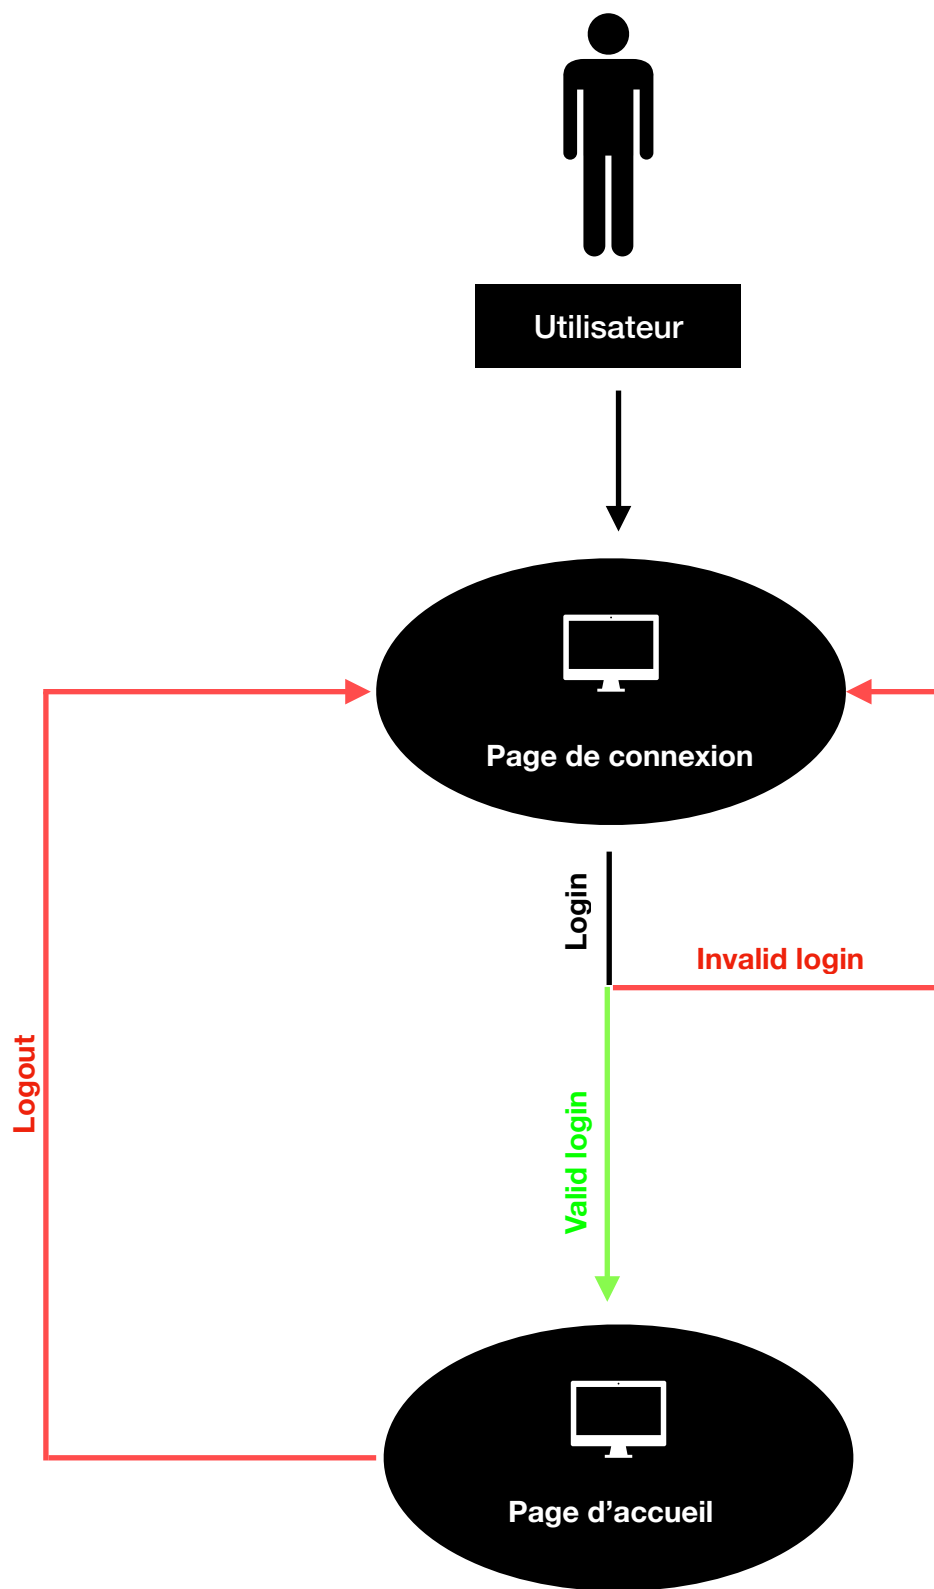 Utilisateur
Page de connexion
Login
Invalid login
Logout
Valid login
Page d’accueil